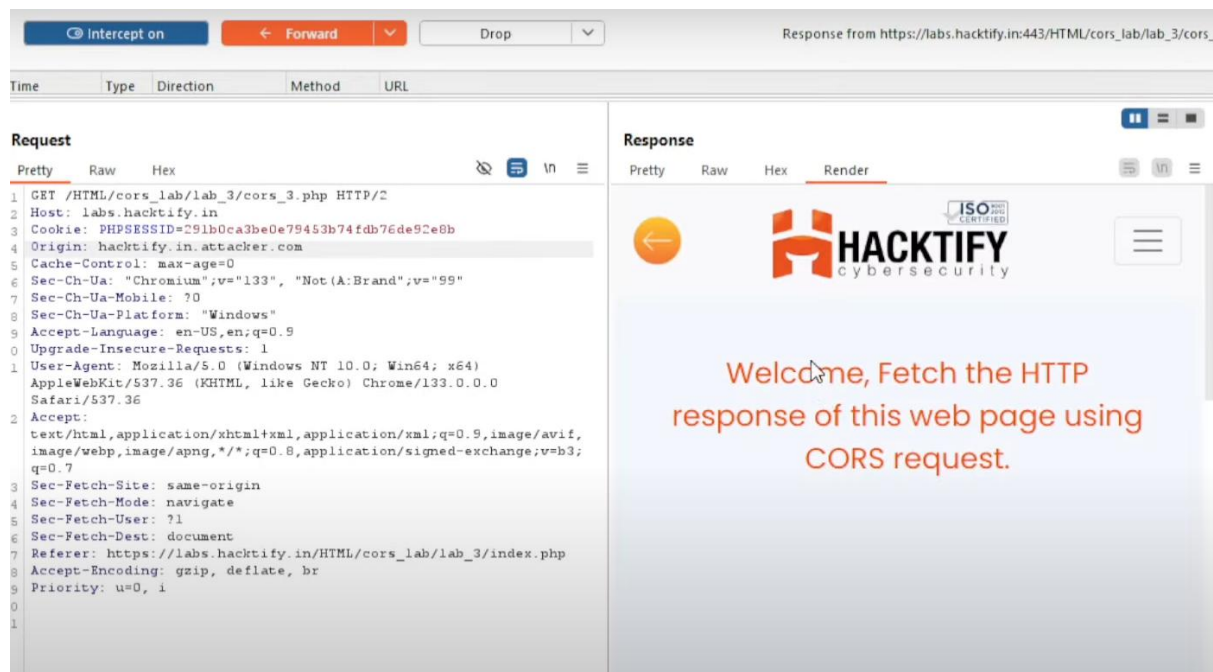 Intercept on
Forward
Drop
Response from https://labs.hacktify.in:443/HTML/cors_lab/lab_3/cors_
Time Type Direction Method URL
Request
Pretty Raw Hex \n
1 GET /HTML/cors_lab/lab_3/cors_3.php HTTP/2
2 Host: labs.hacktify.in
3 Cookie: PHPSESSID=291b0ca3be0e79453b74fdb76de92e8b
4 Origin: hacktify.in.attacker.com
5 Cache-Control: max-age=0
6 Sec-Ch-Ua: "Chromium";v="133", "Not(A:Brand";v="99"
7 Sec-Ch-Ua-Mobile: ?0
8 Sec-Ch-Ua-Platform: "Windows"
9 Accept-Language: en-US,en;q=0.9
0 Upgrade-Insecure-Requests: 1
1 User-Agent: Mozilla/5.0 (Windows NT 10.0; Win64; x64)
AppleWebKit/537.36 (KHTML, like Gecko) Chrome/133.0.0.0
Safari/537.36
2 Accept:
text/html,application/xhtml+xml,application/xml;q=0.9,image/avif,
image/webp,image/apng,*/*;q=0.8,application/signed-exchange;v=b3;
q=0.7
3 Sec-Fetch-Site: same-origin
4 Sec-Fetch-Mode: navigate
5 Sec-Fetch-User: ?1
6 Sec-Fetch-Dest: document
7 Referer: https://labs.hacktify.in/HTML/cors_lab/lab_3/index.php
8 Accept-Encoding: gzip, deflate, br
9 Priority: u=0, i
0
1
Response
Pretty Raw Hex Render \n
ISO
CERTIFIED
HACKTIFY
cybersecurity
Welcome, Fetch the HTTP
response of this web page using
CORS request.